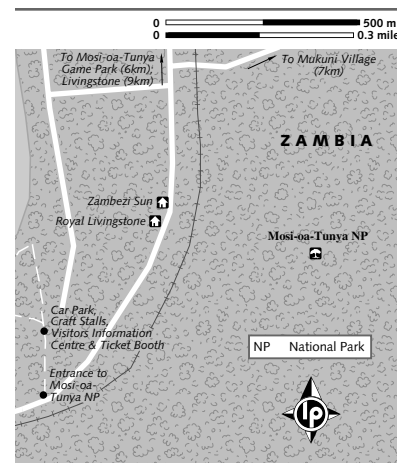 0 500 m
0 0.3 mile
To Mosi-oa-Tunya
Game Park (6km);
Livingstone (9km)
To Mukuni Village
(7km)
ZAMBIA
Zambezi Sun
Royal Livingstone
Mosi-oa-Tunya NP
Car Park,
Craft Stalls,
Visitors Information
Centre & Ticket Booth
NP National Park
Entrance to
Mosi-oa-
Tunya NP
lp